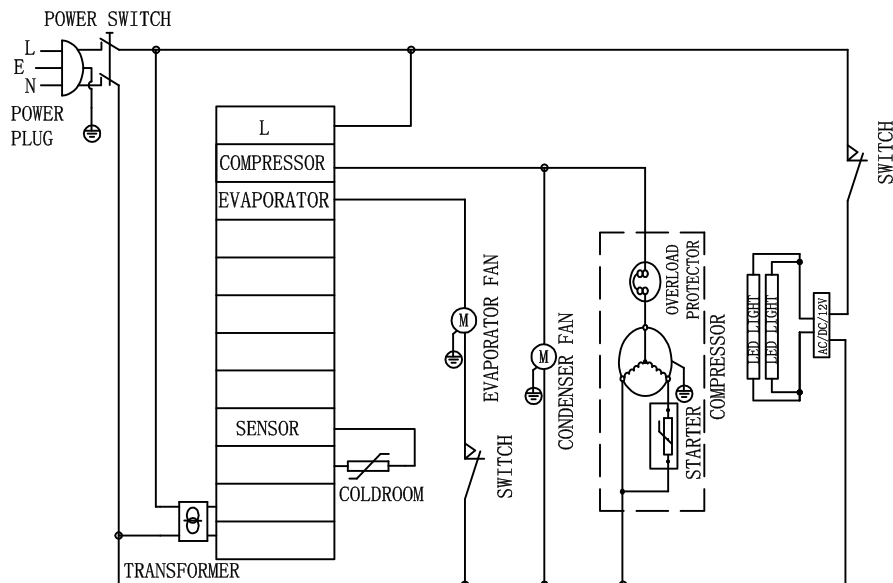 POWER SWITCH
L
E
N
POWER
PLUG
L
COMPRESSOR
EVAPORATOR
SENSOR
COLDROOM
TRANSFORMER
M
EVAPORATOR FAN
SWITCH
M
CONDENSER FAN
OVERLOAD
PROTECTOR
COMPRESSOR
STARTER
LED LIGHT
LED LIGHT
AC/DC/12V
SWITCH